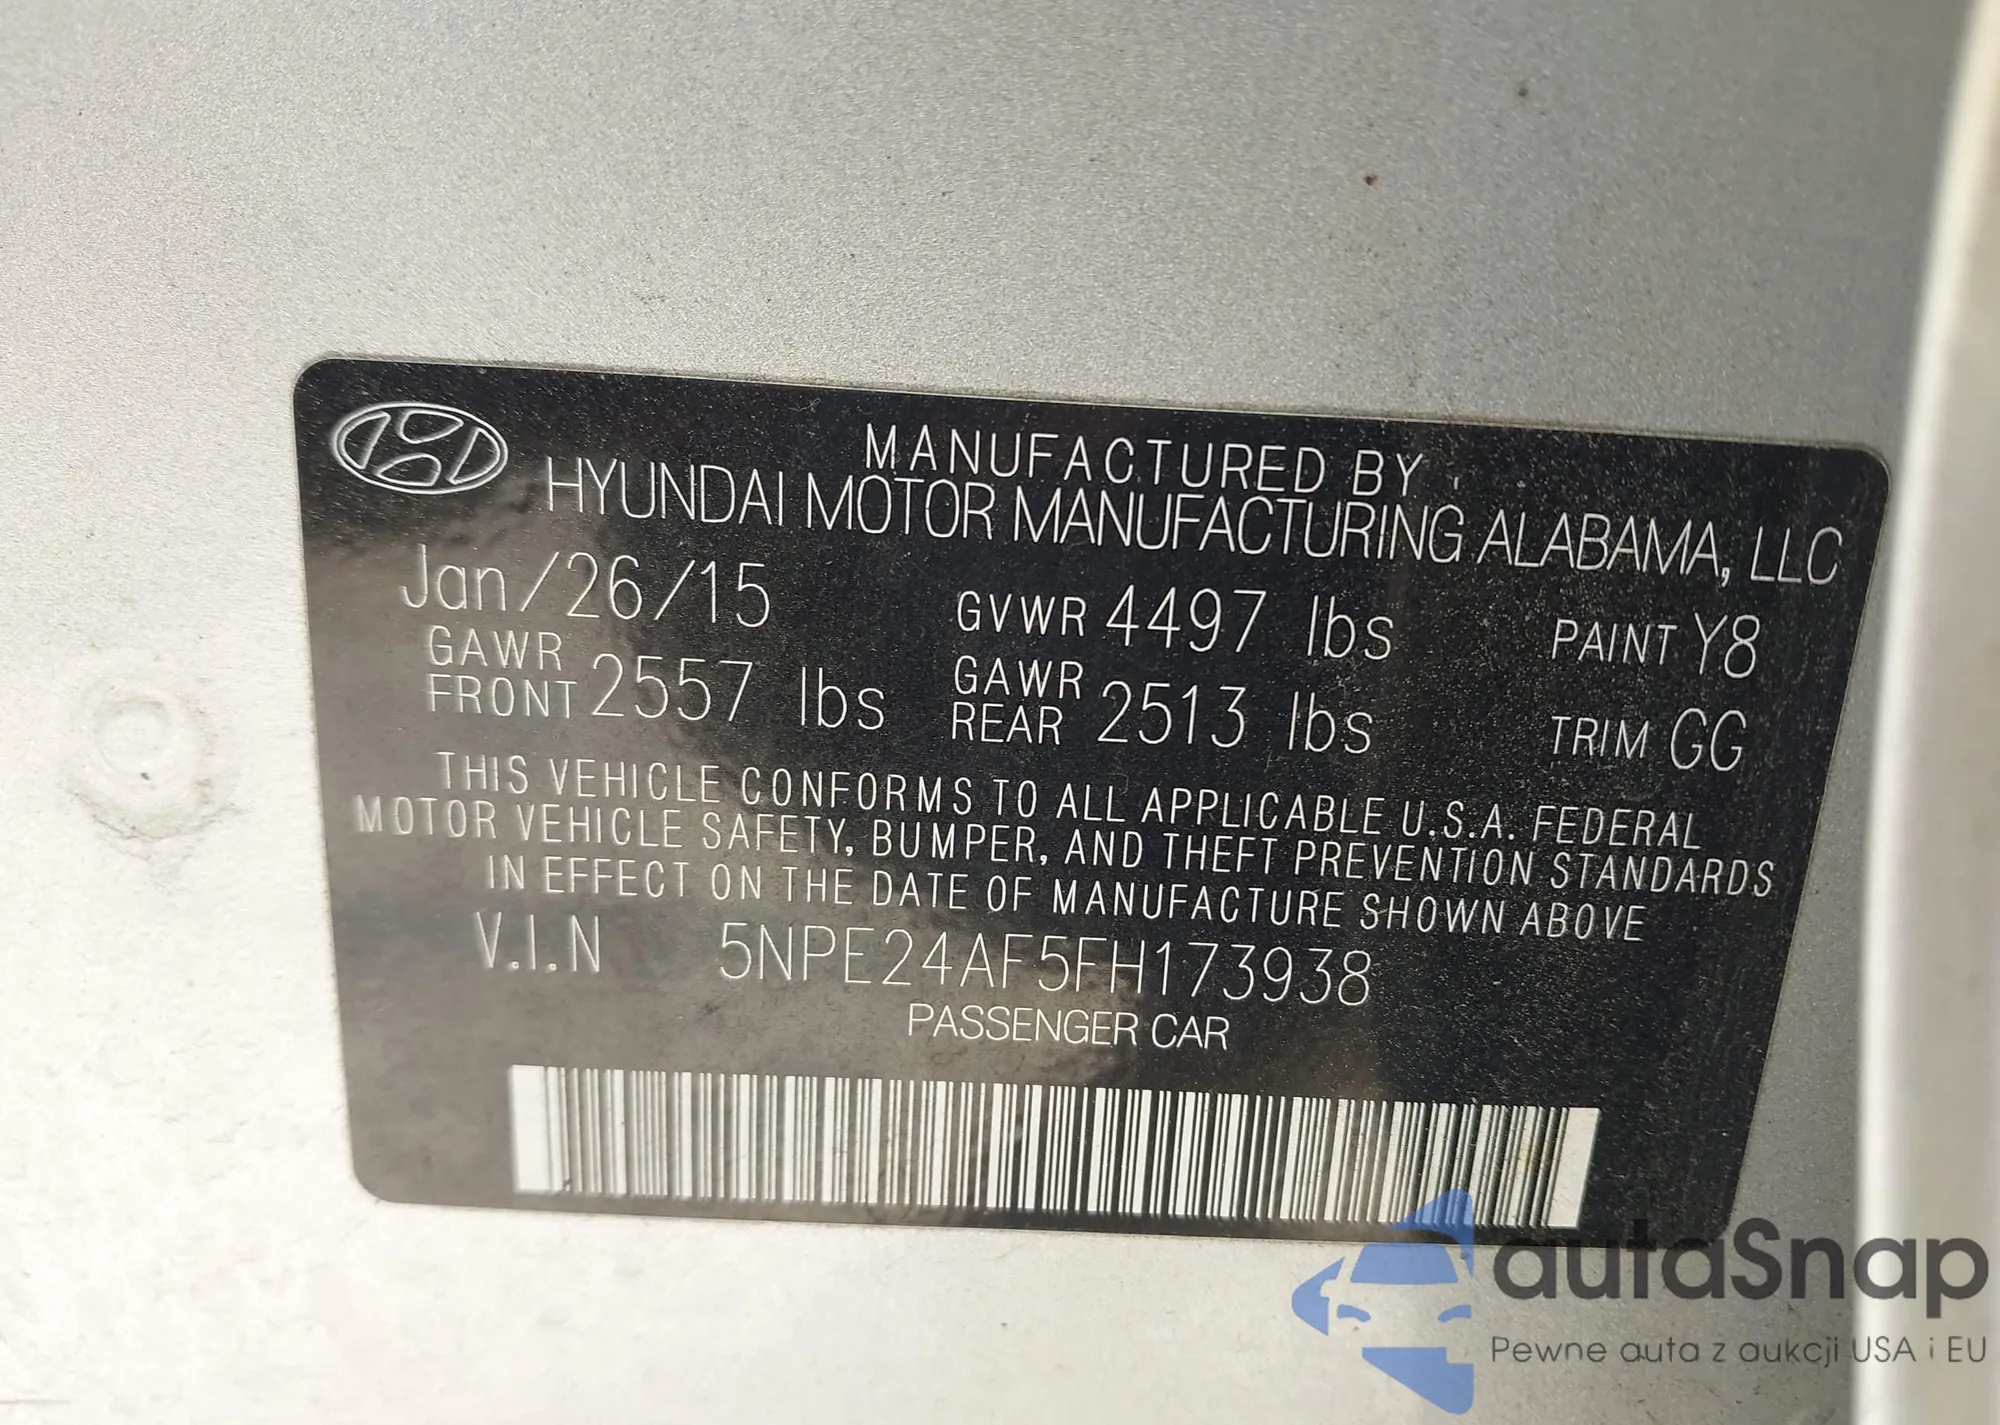 MANUFACTURED BY
HYUNDAI MOTOR MANUFACTURING ALABAMA, LLC
Jan/26/15 GVWR 4497 lbs PAINT Y8
GAWR FRONT 2557 lbs GAWR REAR 2513 lbs TRIM GG
THIS VEHICLE CONFORMS TO ALL APPLICABLE U.S.A. FEDERAL
MOTOR VEHICLE SAFETY, BUMPER, AND THEFT PREVENTION STANDARDS
IN EFFECT ON THE DATE OF MANUFACTURE SHOWN ABOVE
V.I.N 5NPE24AF5FH173938
PASSENGER CAR
autaSnap
Pewne auta z aukcji USA i EU